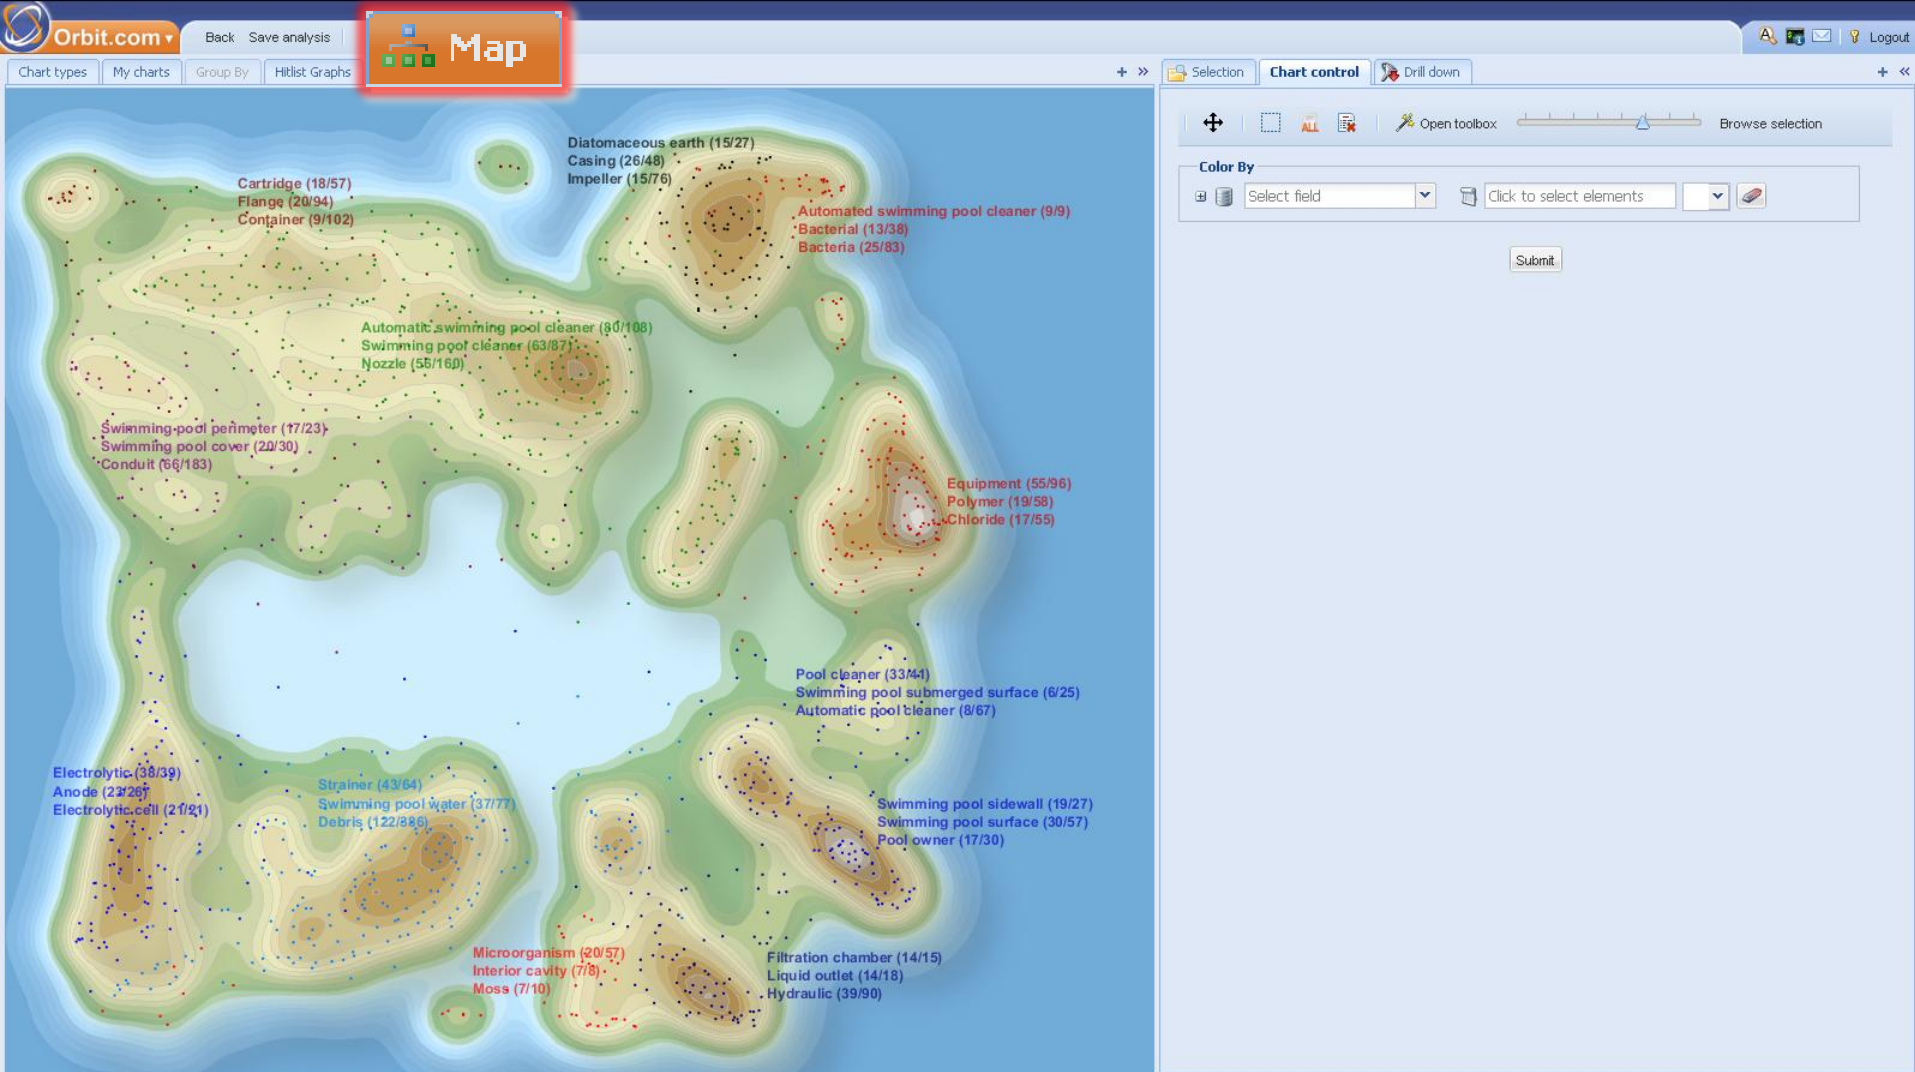 Orbit.com
Back
Save analysis
Map
Logout
Chart types
My charts
Group By
Hitlist Graphs
Selection
Chart control
Drill down
ALL
Open toolbox
Browse selection
Color By
Select field
Click to select elements
Submit
Diatomaceous earth (15/27)
Casing (26/48)
Impeller (15/76)
Cartridge (18/57)
Flange (20/94)
Container (9/102)
Automated swimming pool cleaner (9/9)
Bacterial (13/38)
Bacteria (25/83)
Automatic swimming pool cleaner (80/108)
Swimming pool cleaner (63/87)
Nozzle (56/160)
Swimming pool perimeter (17/23)
Swimming pool cover (20/30)
Conduit (66/183)
Equipment (55/96)
Polymer (19/58)
Chloride (17/55)
Pool cleaner (33/41)
Swimming pool submerged surface (6/25)
Automatic pool cleaner (8/67)
Electrolytic (38/39)
Anode (23/26)
Electrolytic cell (21/21)
Strainer (43/64)
Swimming pool water (37/77)
Debris (122/386)
Swimming pool sidewall (19/27)
Swimming pool surface (30/57)
Pool owner (17/30)
Microorganism (20/57)
Interior cavity (7/8)
Moss (7/10)
Filtration chamber (14/15)
Liquid outlet (14/18)
Hydraulic (39/90)